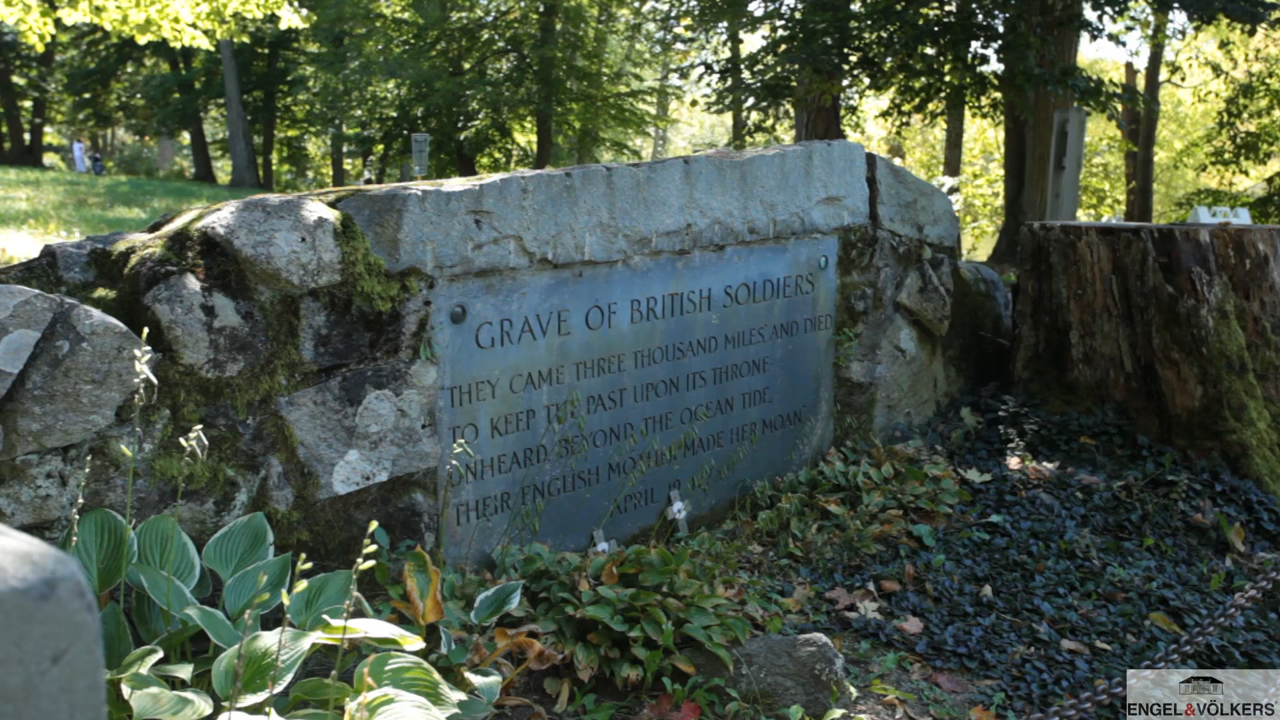 GRAVE OF BRITISH SOLDIERS
THEY CAME THREE THOUSAND MILES, AND DIED,
TO KEEP THE PAST UPON ITS THRONE.
UNHEARD, BEYOND THE OCEAN TIDE,
THEIR ENGLISH MOTHER MADE HER MOAN.
APRIL 19
ENGEL&VÖLKERS